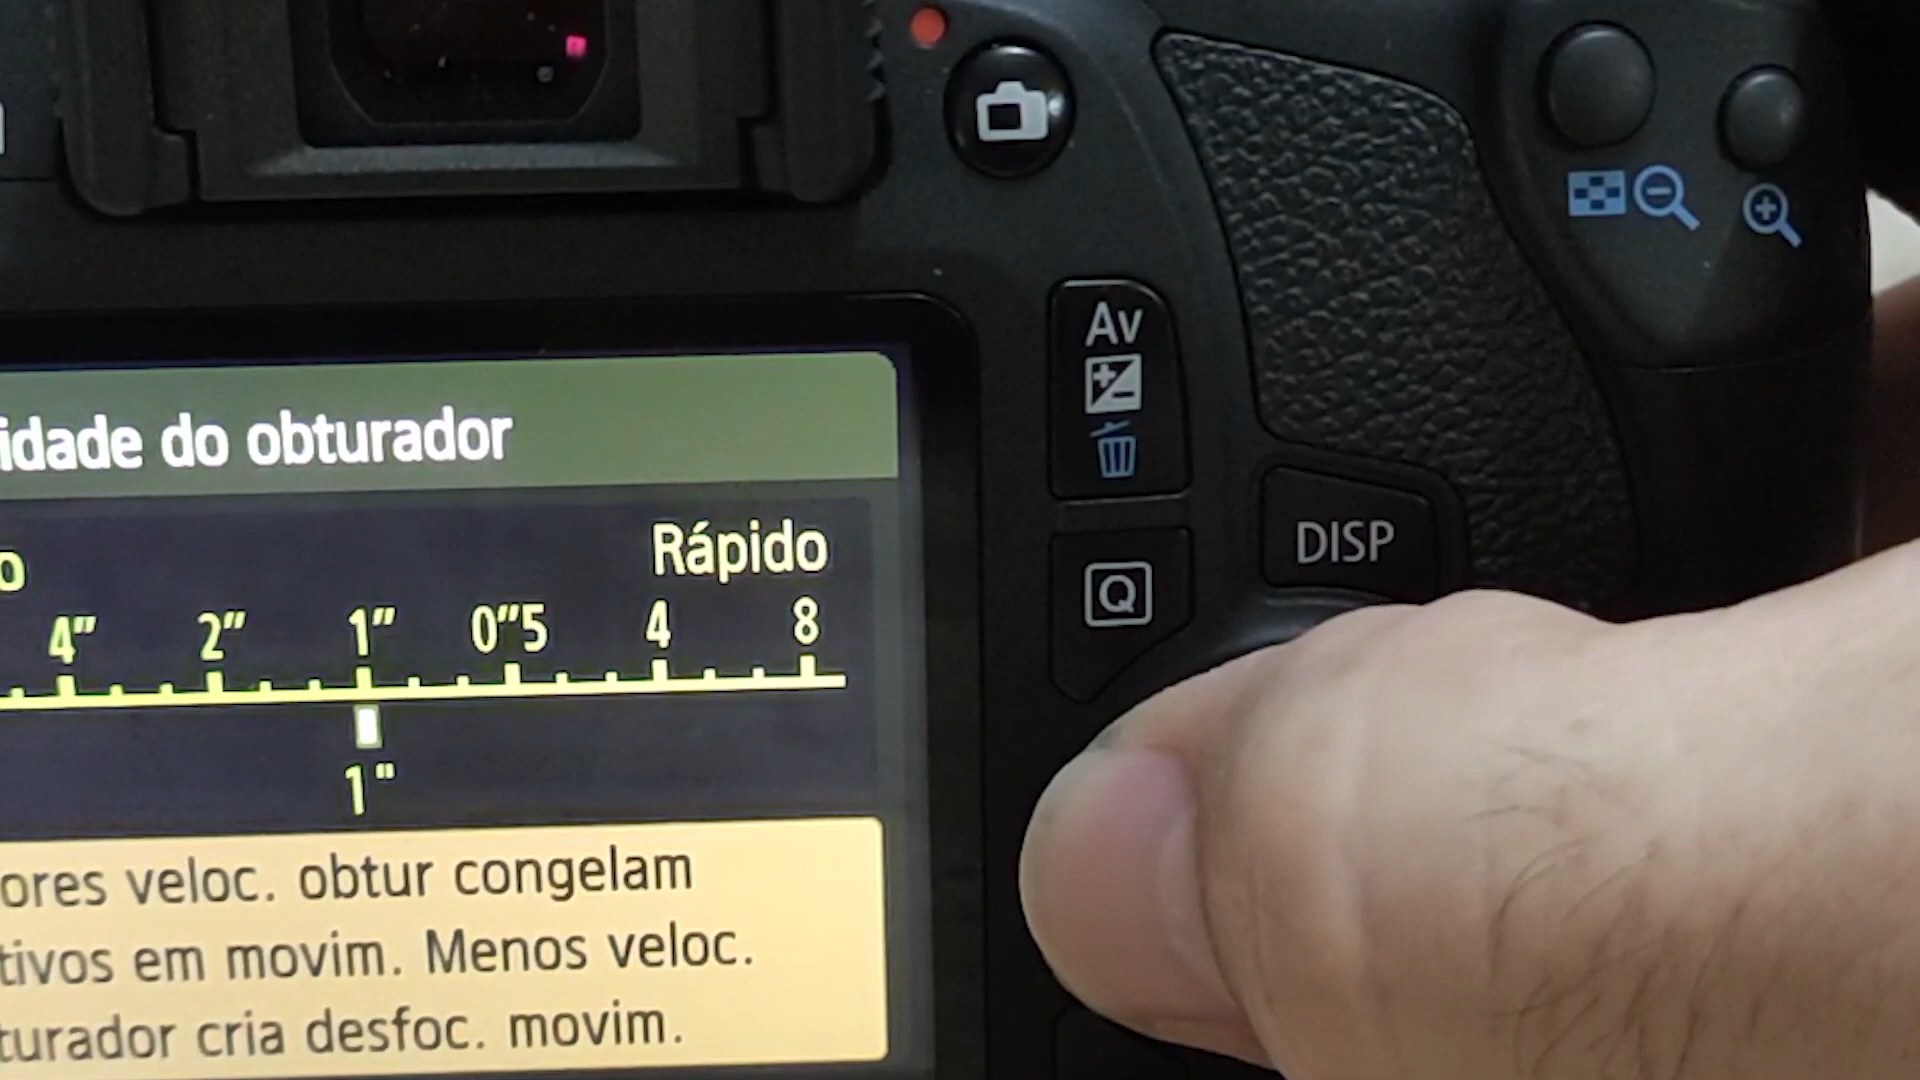 idade do obturador
o
Rápido
4" 2" 1" 0"5 4 8
1"
ores veloc. obtur congelam
tivos em movim. Menos veloc.
turador cria desfoc. movim.
Av
Q
DISP